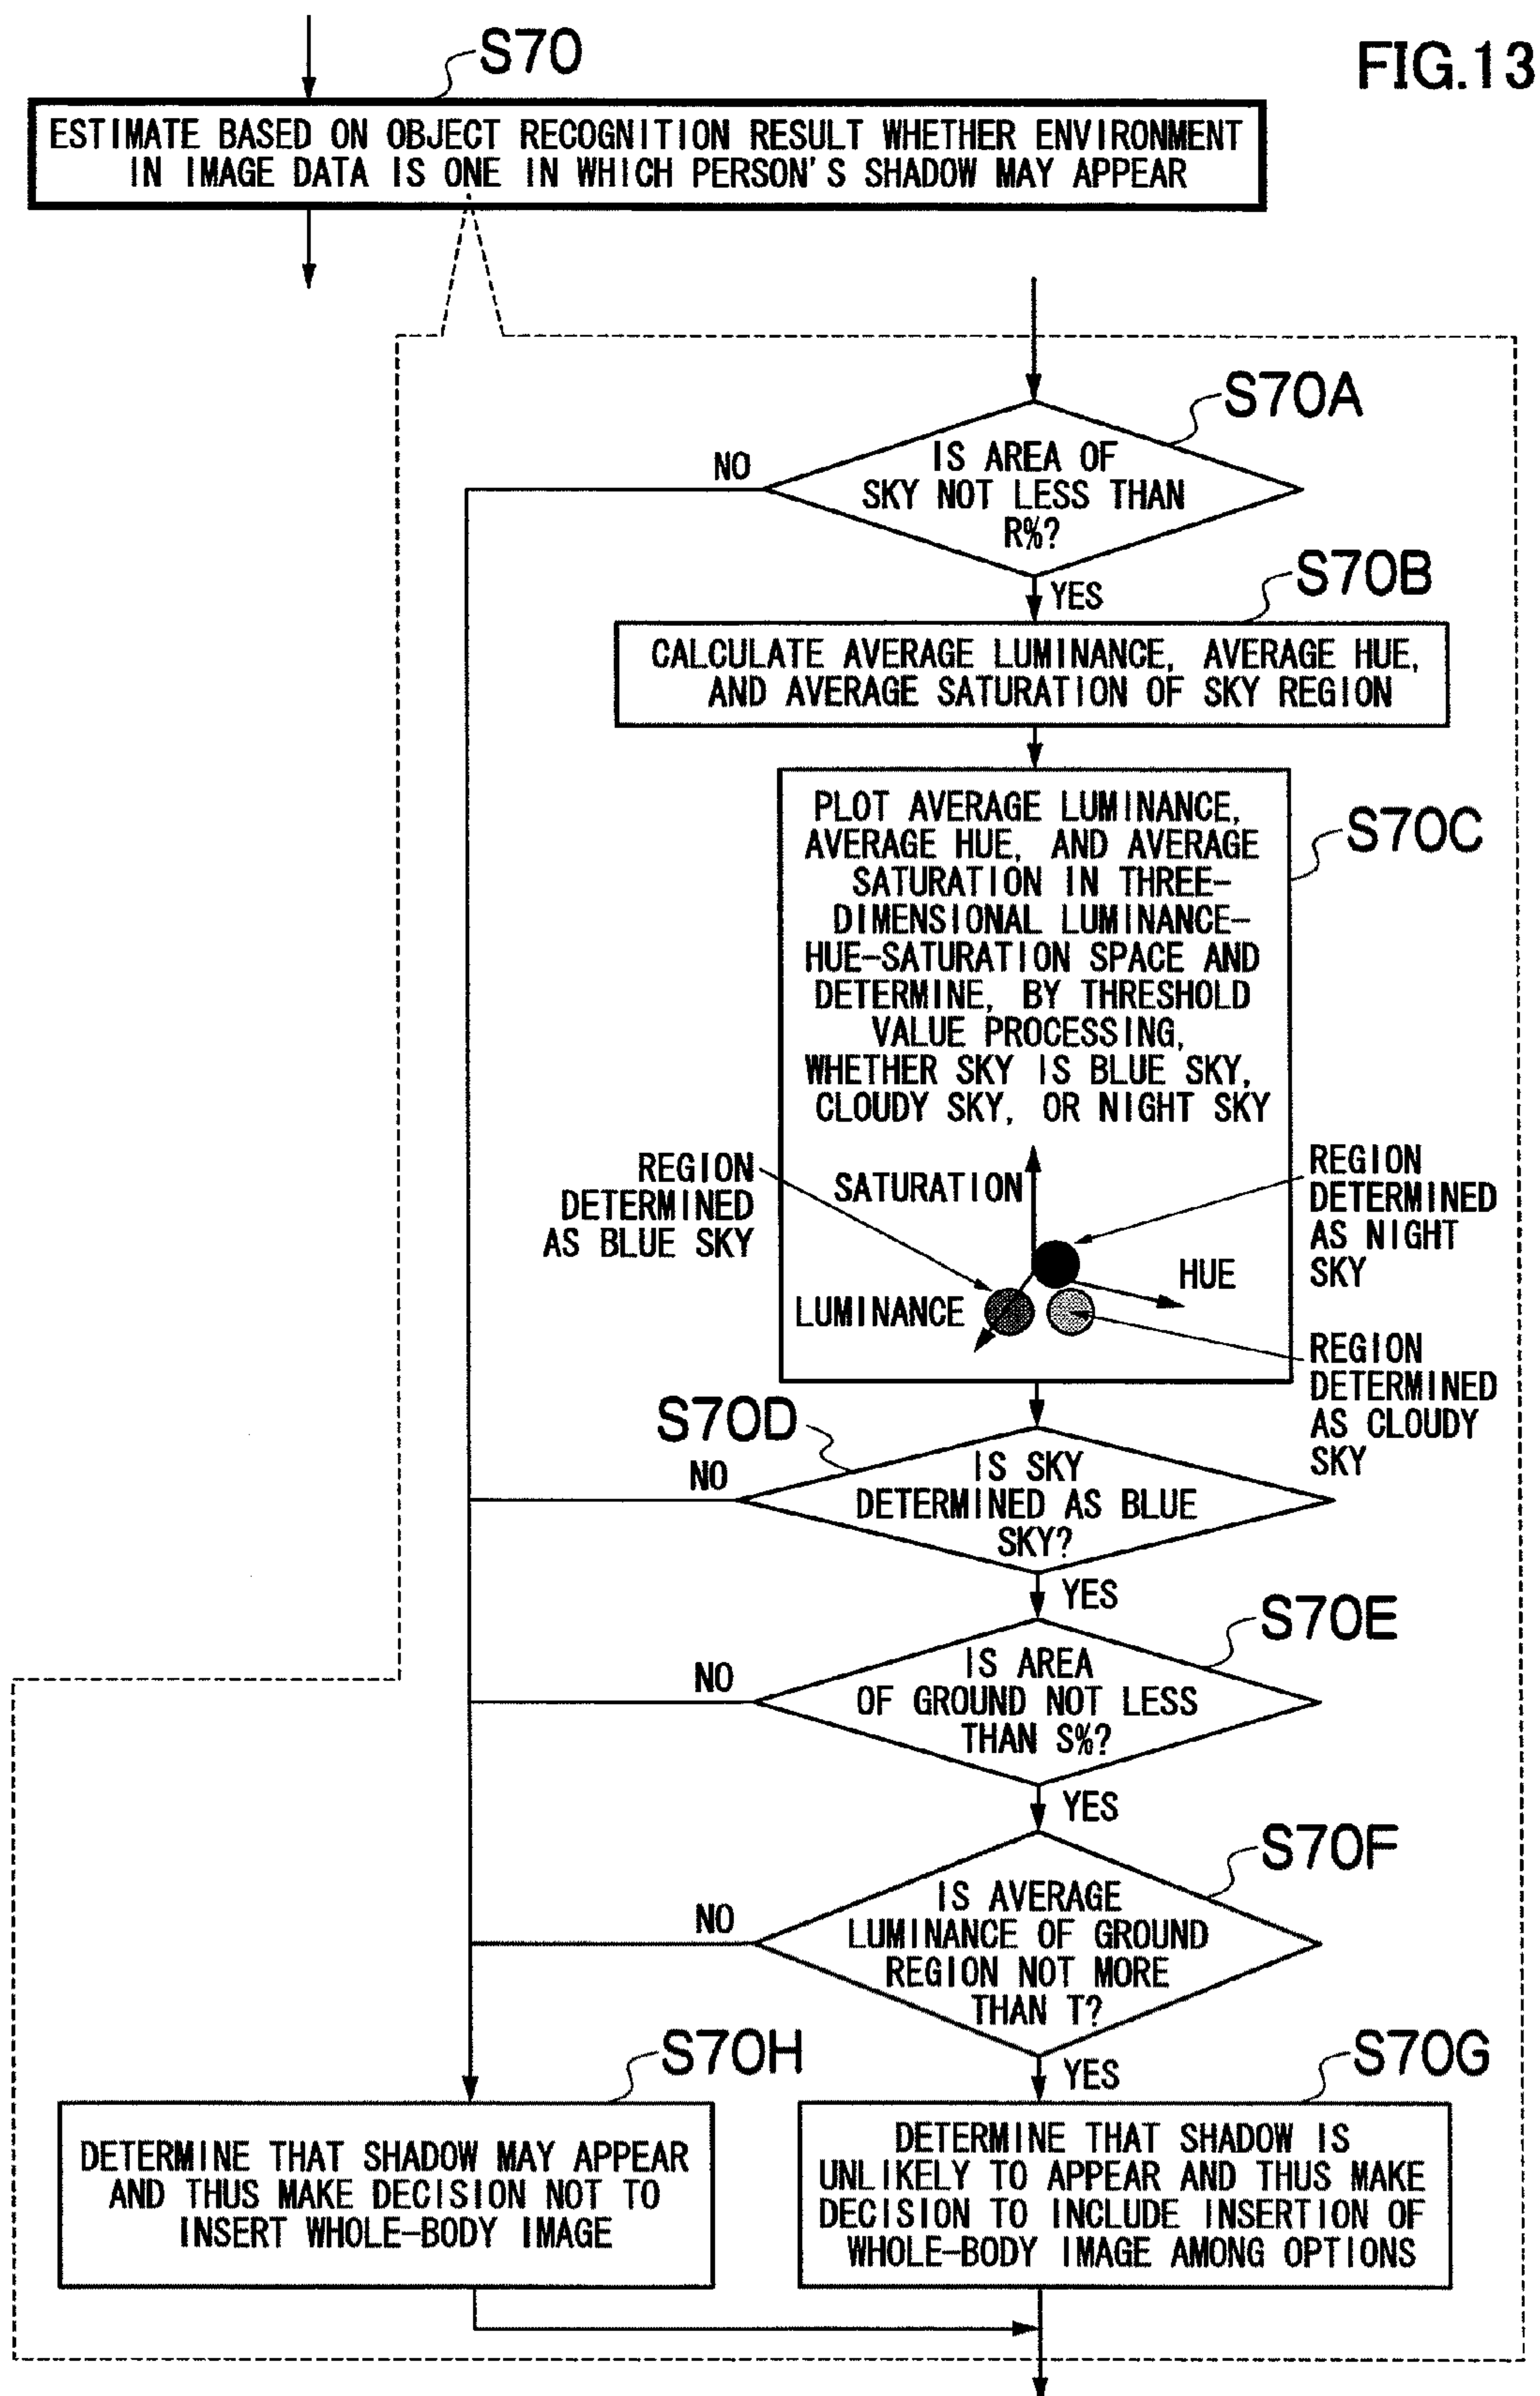 FIG.13
S70
ESTIMATE BASED ON OBJECT RECOGNITION RESULT WHETHER ENVIRONMENT
IN IMAGE DATA IS ONE IN WHICH PERSON'S SHADOW MAY APPEAR
S70A
IS AREA OF
SKY NOT LESS THAN
R%?
NO
YES
S70B
CALCULATE AVERAGE LUMINANCE, AVERAGE HUE,
AND AVERAGE SATURATION OF SKY REGION
S70C
PLOT AVERAGE LUMINANCE,
AVERAGE HUE, AND AVERAGE
SATURATION IN THREE-
DIMENSIONAL LUMINANCE-
HUE-SATURATION SPACE AND
DETERMINE, BY THRESHOLD
VALUE PROCESSING,
WHETHER SKY IS BLUE SKY,
CLOUDY SKY, OR NIGHT SKY
REGION
DETERMINED
AS BLUE SKY
SATURATION
HUE
LUMINANCE
REGION
DETERMINED
AS NIGHT
SKY
REGION
DETERMINED
AS CLOUDY
SKY
S70D
IS SKY
DETERMINED AS BLUE
SKY?
NO
YES
S70E
IS AREA
OF GROUND NOT LESS
THAN S%?
NO
YES
S70F
IS AVERAGE
LUMINANCE OF GROUND
REGION NOT MORE
THAN T?
NO
YES
S70H
DETERMINE THAT SHADOW MAY APPEAR
AND THUS MAKE DECISION NOT TO
INSERT WHOLE-BODY IMAGE
S70G
DETERMINE THAT SHADOW IS
UNLIKELY TO APPEAR AND THUS MAKE
DECISION TO INCLUDE INSERTION OF
WHOLE-BODY IMAGE AMONG OPTIONS